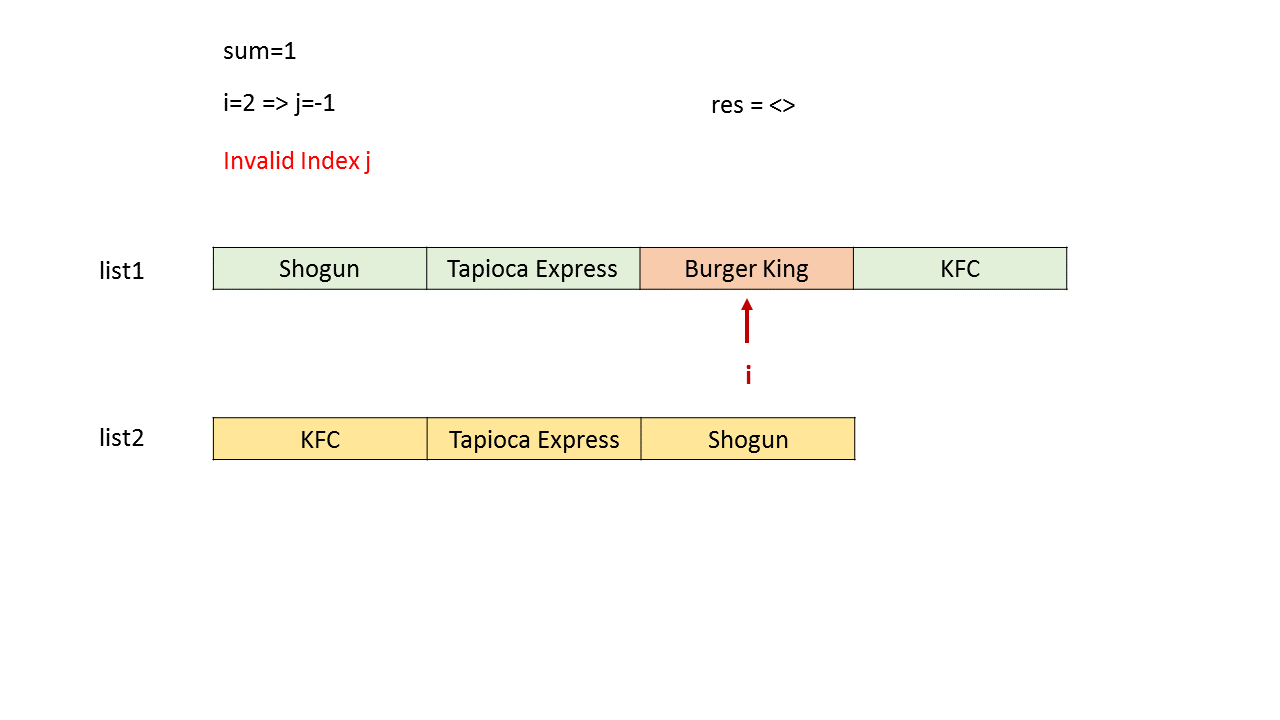 sum=1
i=2 => j=-1
res = <>
Invalid Index j
list1 Shogun Tapioca Express Burger King KFC
i
list2 KFC Tapioca Express Shogun